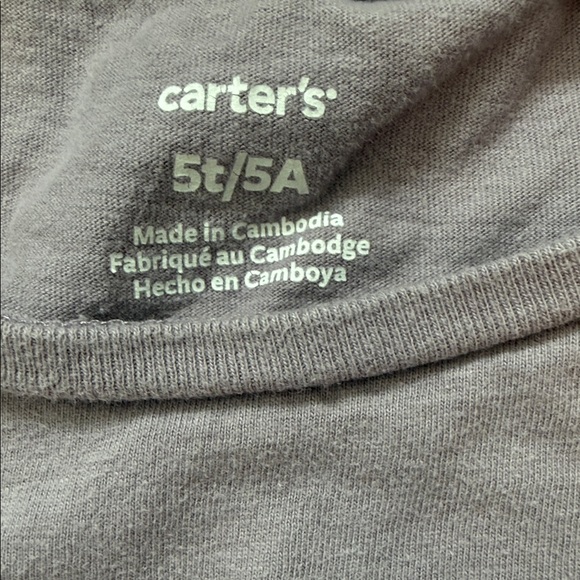 carter's
5t/5A
Made in Cambodia
Fabriqué au Cambodge
Hecho en Camboya